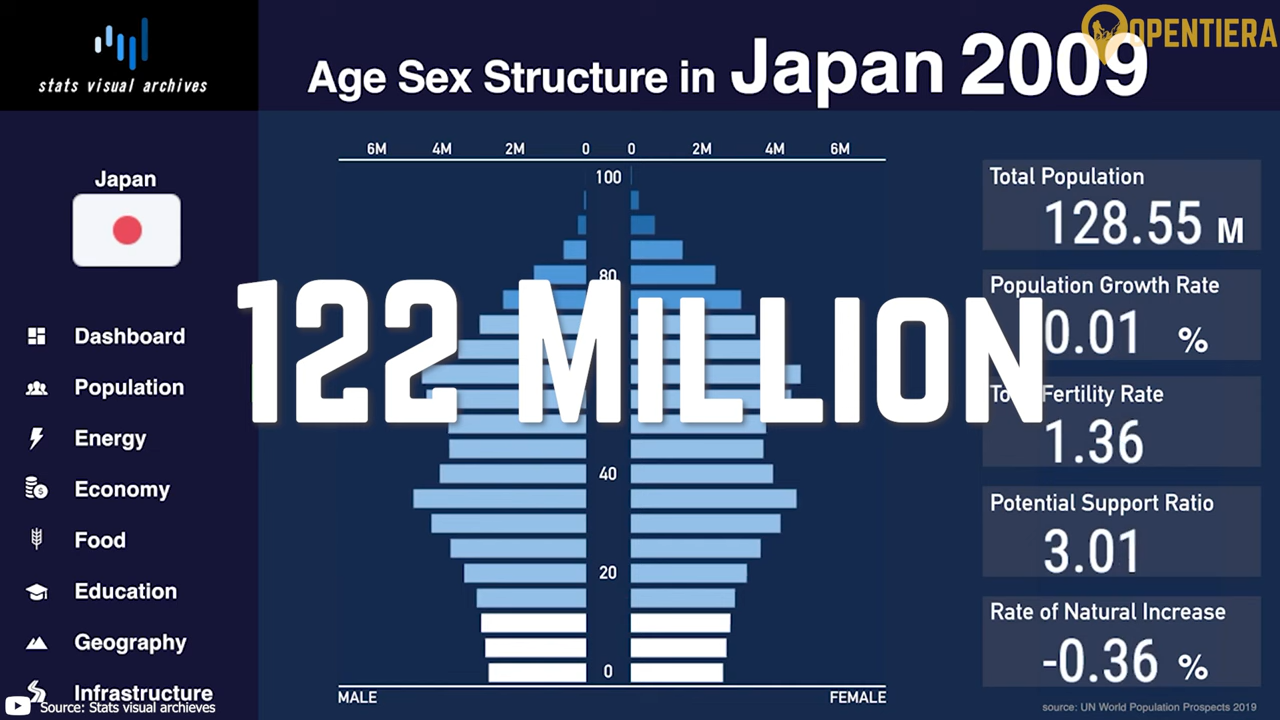 OPENTIERA
stats visual archives
Age Sex Structure in Japan 2009
Japan
Dashboard
Population
Energy
Economy
Food
Education
Geography
Infrastructure
Source: Stats visual archieves
6M 4M 2M 0 0 2M 4M 6M
100
80
40
20
0
MALE FEMALE
122 Million
Total Population
128.55 M
Population Growth Rate
0.01 %
Fertility Rate
1.36
Potential Support Ratio
3.01
Rate of Natural Increase
-0.36 %
source: UN World Population Prospects 2019